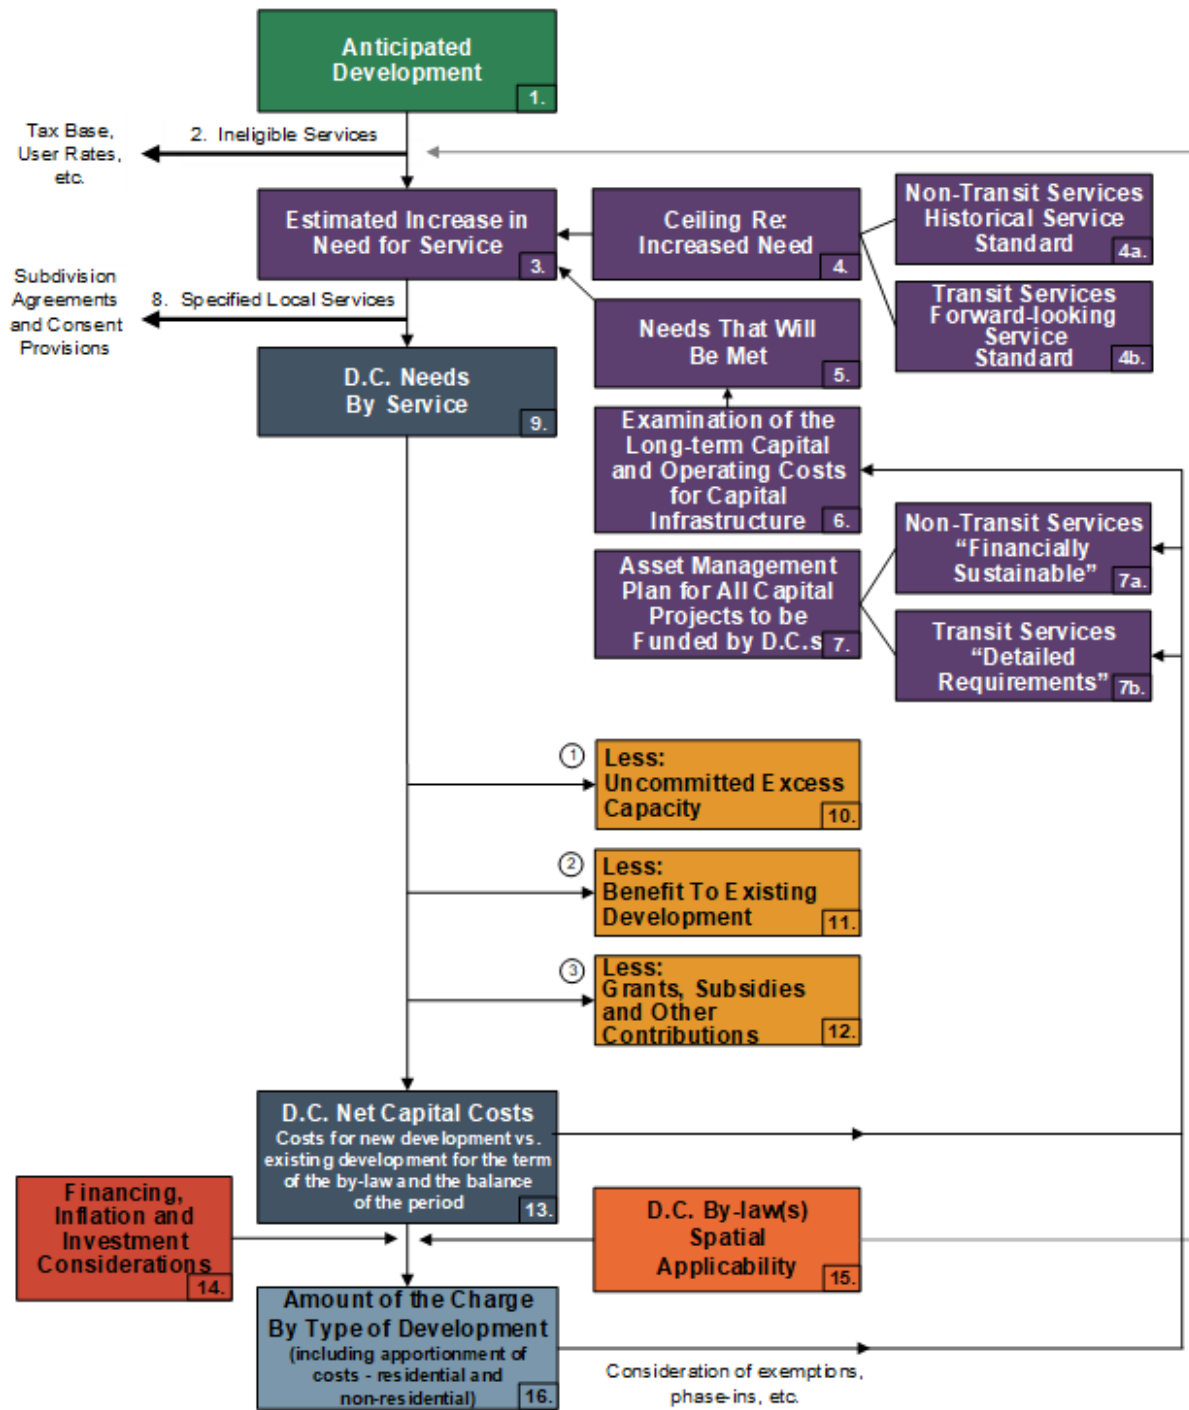 Anticipated
Development
1.
Tax Base,
User Rates,
etc.
2. Ineligible Services
Estimated Increase in
Need for Service
3.
Ceiling Re:
Increased Need
4.
Non-Transit Services
Historical Service
Standard
4a.
Transit Services
Forward-looking
Service
Standard
4b.
Subdivision
Agreements
and Consent
Provisions
8. Specified Local Services
Needs That Will
Be Met
5.
D.C. Needs
By Service
9.
Examination of the
Long-term Capital
and Operating Costs
for Capital
Infrastructure
6.
Asset Management
Plan for All Capital
Projects to be
Funded by D.C.s
7.
Non-Transit Services
“Financially
Sustainable”
7a.
Transit Services
“Detailed
Requirements”
7b.
1
Less:
Uncommitted Excess
Capacity
10.
2
Less:
Benefit To Existing
Development
11.
3
Less:
Grants, Subsidies
and Other
Contributions
12.
D.C. Net Capital Costs
Costs for new development vs.
existing development for the term
of the by-law and the balance
of the period
13.
Financing,
Inflation and
Investment
Considerations
14.
D.C. By-law(s)
Spatial
Applicability
15.
Amount of the Charge
By Type of Development
(including apportionment of
costs - residential and
non-residential)
16.
Consideration of exemptions,
phase-ins, etc.